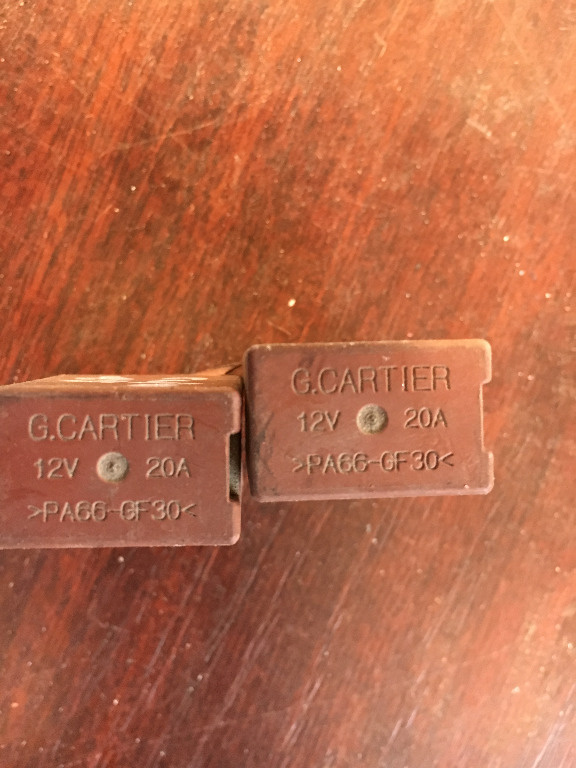 G.CARTIER
12V 20A
>PA66-GF30<
G.CARTIER
12V 20A
>PA66-GF30<